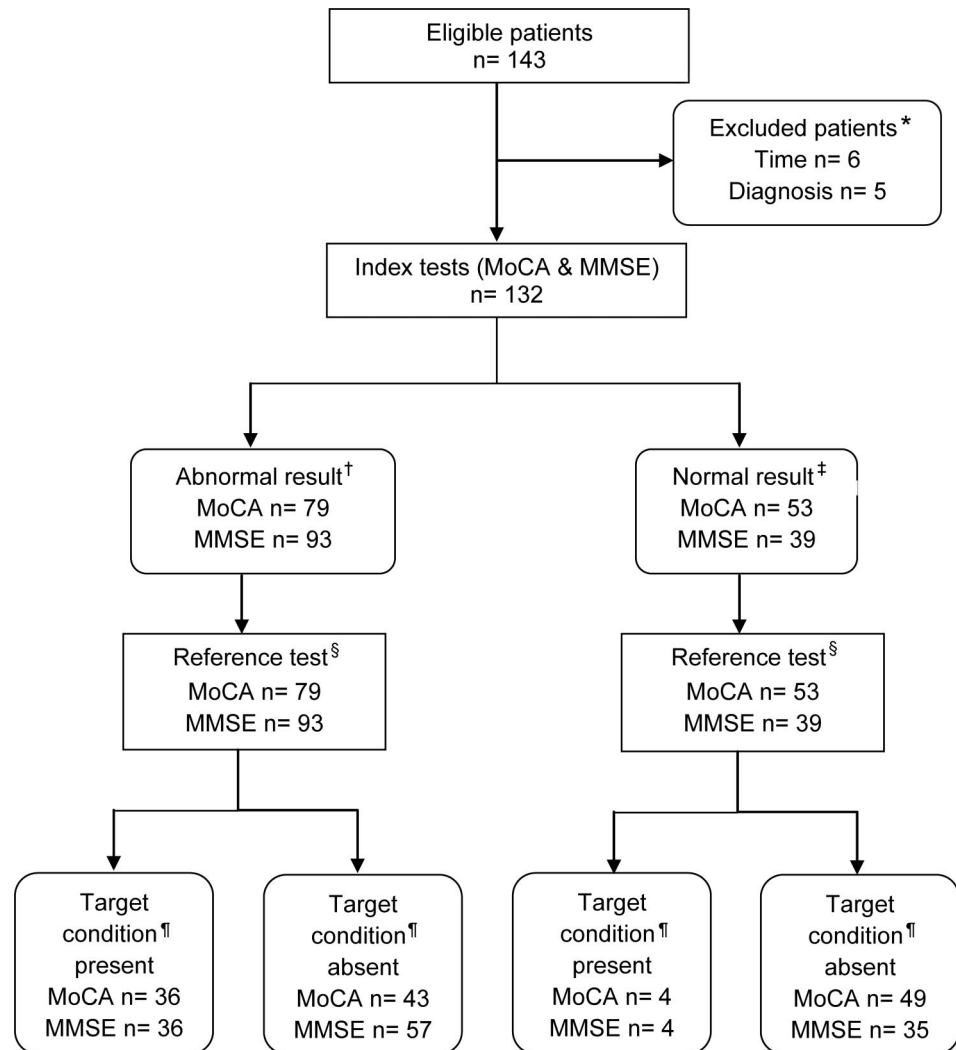 Eligible patients
n= 143
Excluded patients*
Time n= 6
Diagnosis n= 5
Index tests (MoCA & MMSE)
n= 132
Abnormal result†
MoCA n= 79
MMSE n= 93
Normal result‡
MoCA n= 53
MMSE n= 39
Reference test§
MoCA n= 79
MMSE n= 93
Reference test§
MoCA n= 53
MMSE n= 39
Target
condition¶
present
MoCA n= 36
MMSE n= 36
Target
condition¶
absent
MoCA n= 43
MMSE n= 57
Target
condition¶
present
MoCA n= 4
MMSE n= 4
Target
condition¶
absent
MoCA n= 49
MMSE n= 35